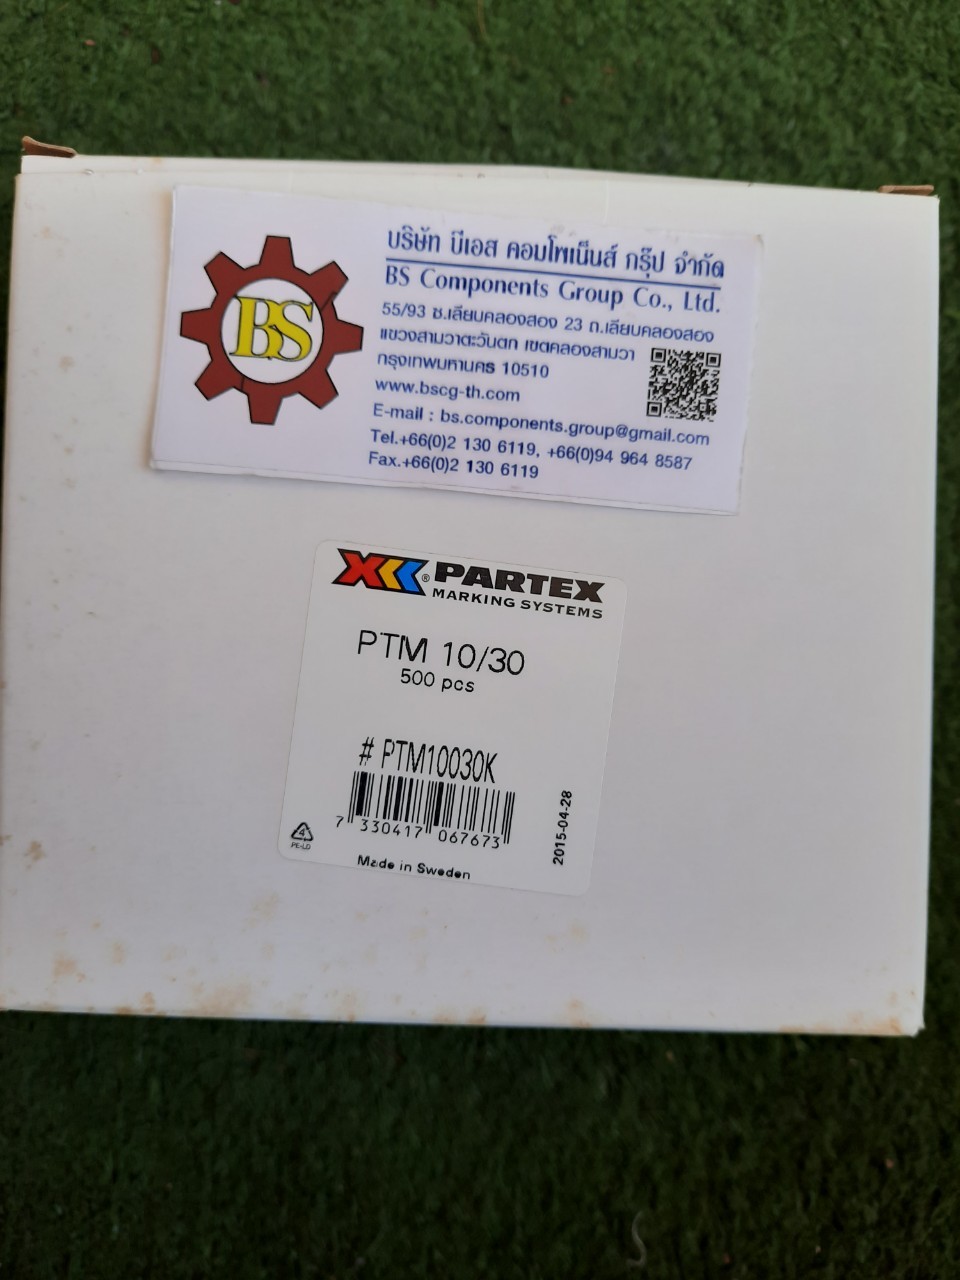 BS
บริษัท บีเอส คอมโพเน็นส์ กรุ๊ป จำกัด
BS Components Group Co., Ltd.
55/93 ซ.เลียบคลองสอง 23 ถ.เลียบคลองสอง
แขวงสามวาตะวันตก เขตคลองสามวา
กรุงเทพมหานคร 10510
www.bscg-th.com
E-mail : bs.components.group@gmail.com
Tel.+66(0)2 130 6119, +66(0)94 964 8587
Fax.+66(0)2 130 6119
® PARTEX
MARKING SYSTEMS
PTM 10/30
500 pcs
# PTM10030K
7 330417 067673
4
PE-LD
2015-04-28
Made in Sweden